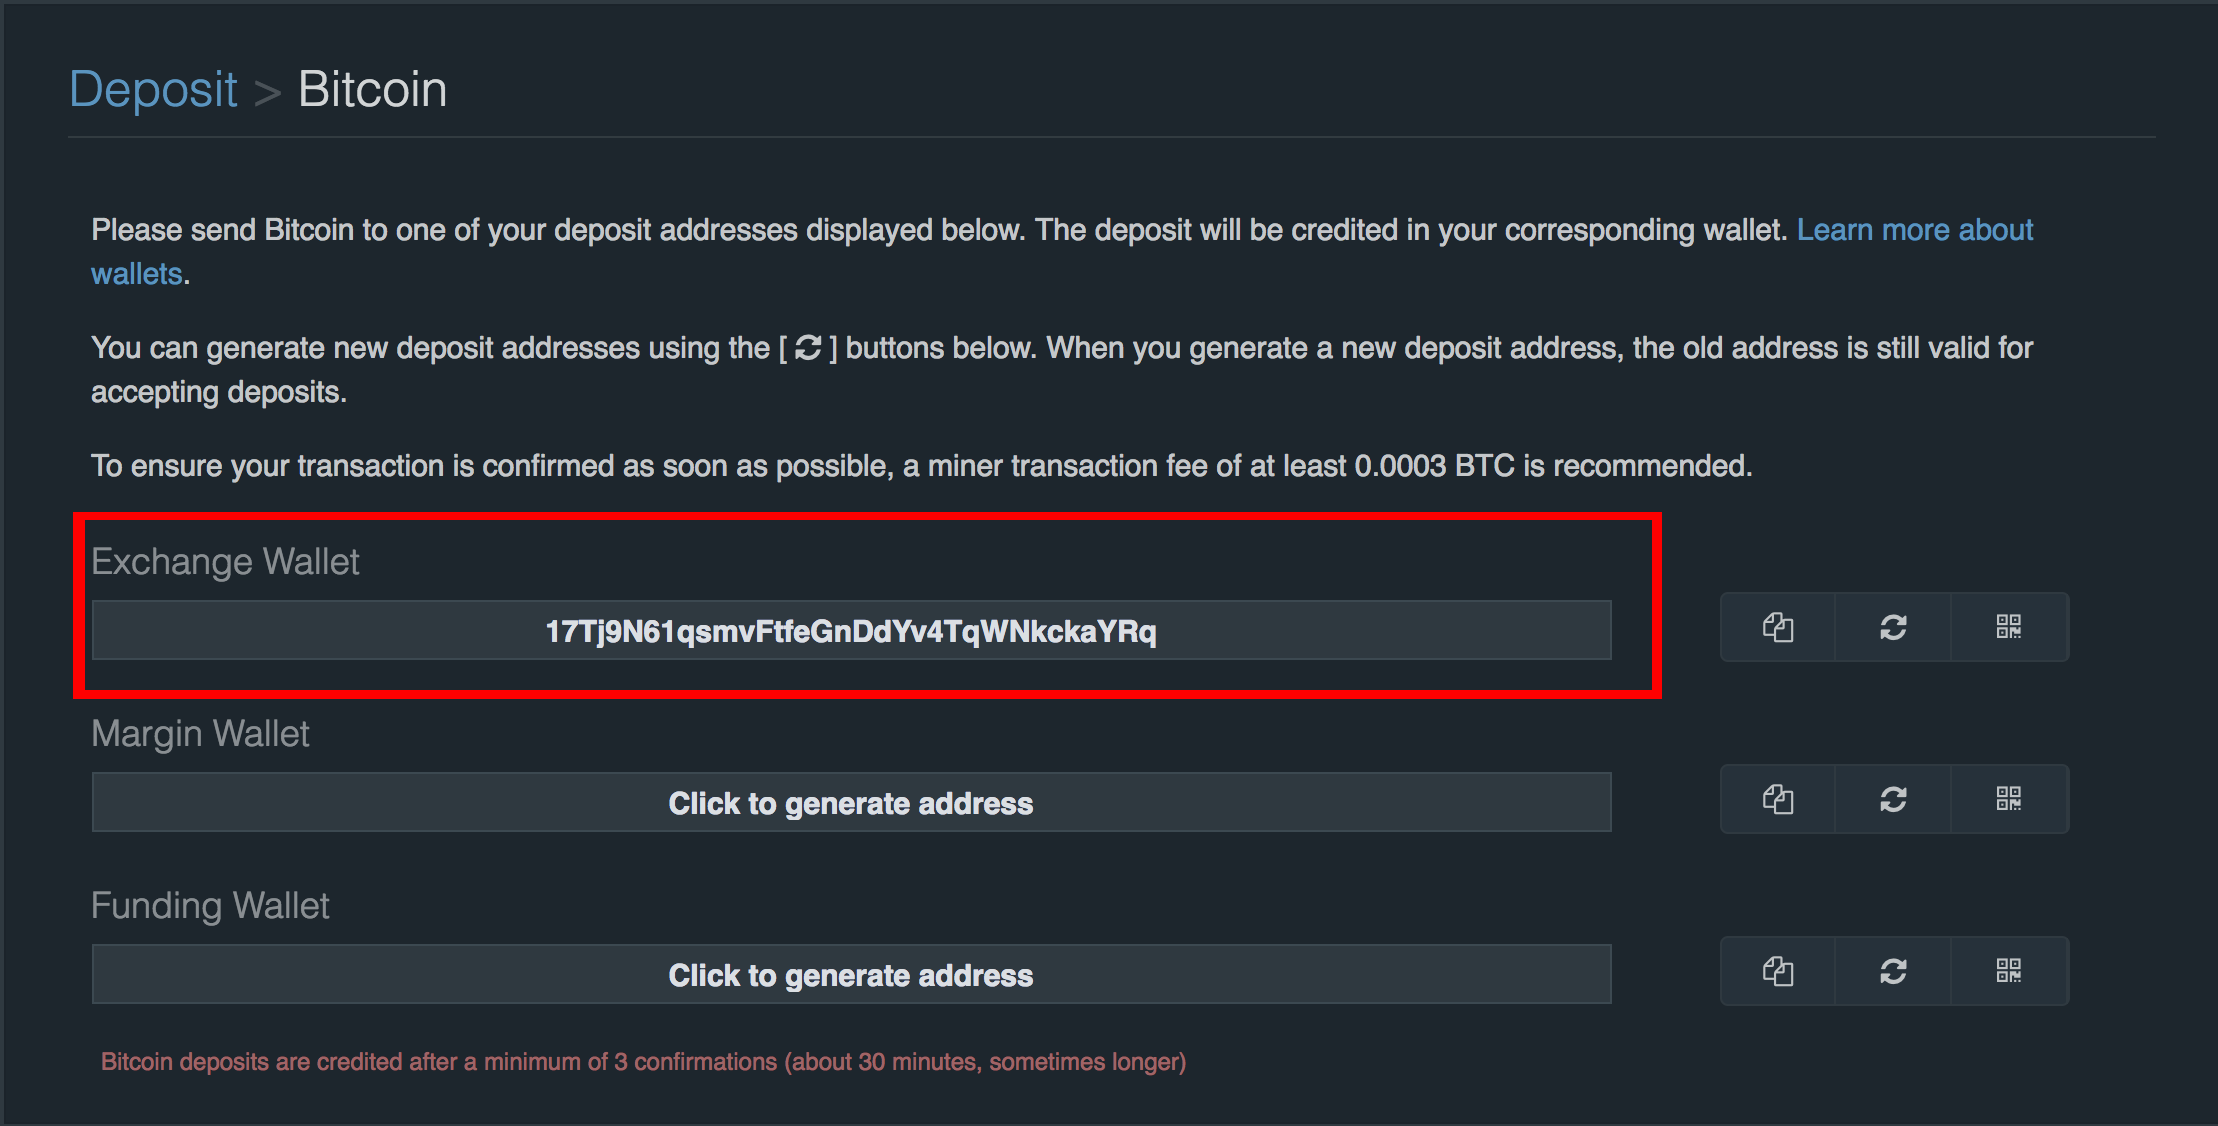 Deposit > Bitcoin
Please send Bitcoin to one of your deposit addresses displayed below. The deposit will be credited in your corresponding wallet. Learn more about
wallets.
You can generate new deposit addresses using the [ ] buttons below. When you generate a new deposit address, the old address is still valid for
accepting deposits.
To ensure your transaction is confirmed as soon as possible, a miner transaction fee of at least 0.0003 BTC is recommended.
Exchange Wallet
17Tj9N61qsmvFtfeGnDdYv4TqWNkckaYRq
Margin Wallet
Click to generate address
Funding Wallet
Click to generate address
Bitcoin deposits are credited after a minimum of 3 confirmations (about 30 minutes, sometimes longer)